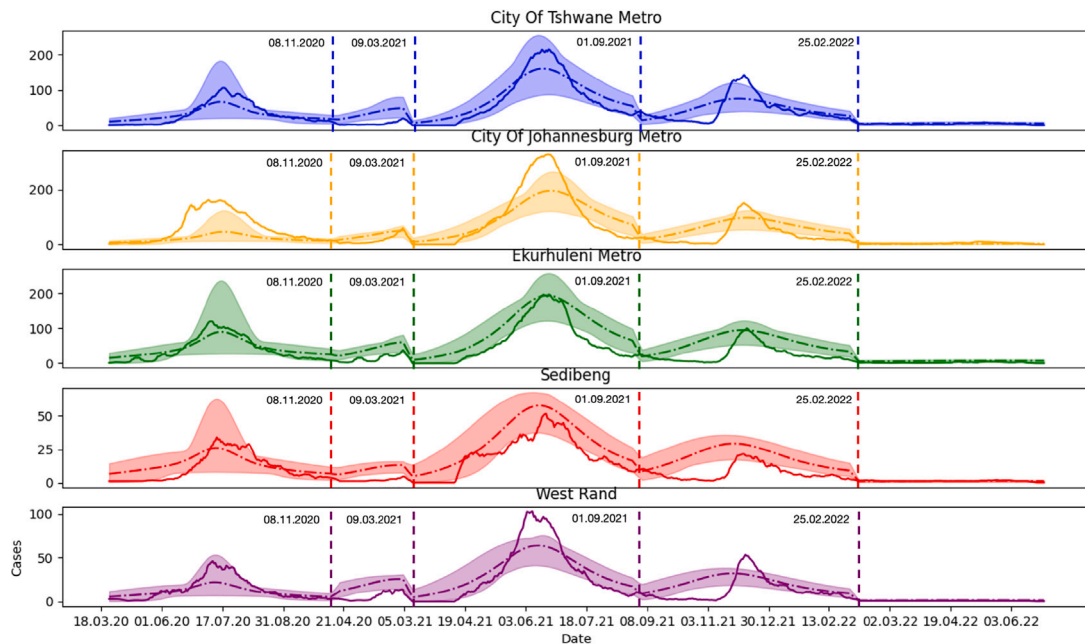 City Of Tshwane Metro
08.11.2020 09.03.2021 01.09.2021 25.02.2022
200
100
0
City Of Johannesburg Metro
08.11.2020 09.03.2021 01.09.2021 25.02.2022
200
0
Ekurhuleni Metro
08.11.2020 09.03.2021 01.09.2021 25.02.2022
200
100
0
Sedibeng
08.11.2020 09.03.2021 01.09.2021 25.02.2022
50
25
0
West Rand
08.11.2020 09.03.2021 01.09.2021 25.02.2022
100
50
0
Cases
18.03.20 01.06.20 17.07.20 31.08.20 21.04.20 05.03.21 19.04.21 03.06.21 18.07.21 08.09.21 03.11.21 30.12.21 13.02.22 02.03.22 19.04.22 03.06.22
Date